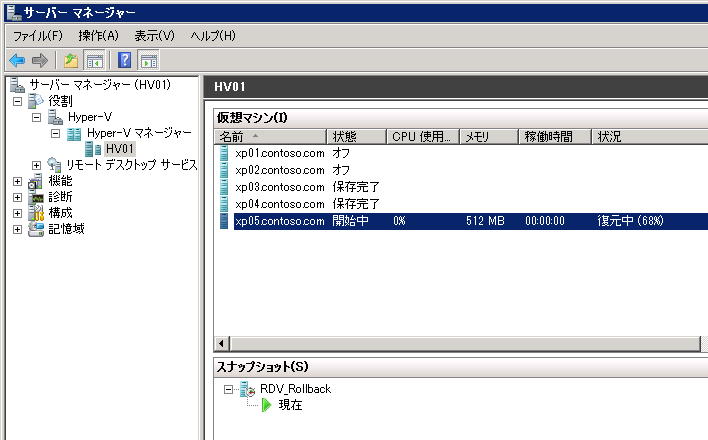 サーバー マネージャー
ファイル(F) 操作(A) 表示(V) ヘルプ(H)
サーバー マネージャー (HV01)
役割
Hyper-V
Hyper-V マネージャー
HV01
リモート デスクトップ サービス
機能
診断
構成
記憶域
HV01
仮想マシン(I)
名前 状態 CPU 使用... メモリ 稼働時間 状況
xp01.contoso.com オフ
xp02.contoso.com オフ
xp03.contoso.com 保存完了
xp04.contoso.com 保存完了
xp05.contoso.com 開始中 0% 512 MB 00:00:00 復元中 (68%)
スナップショット(S)
RDV_Rollback
現在